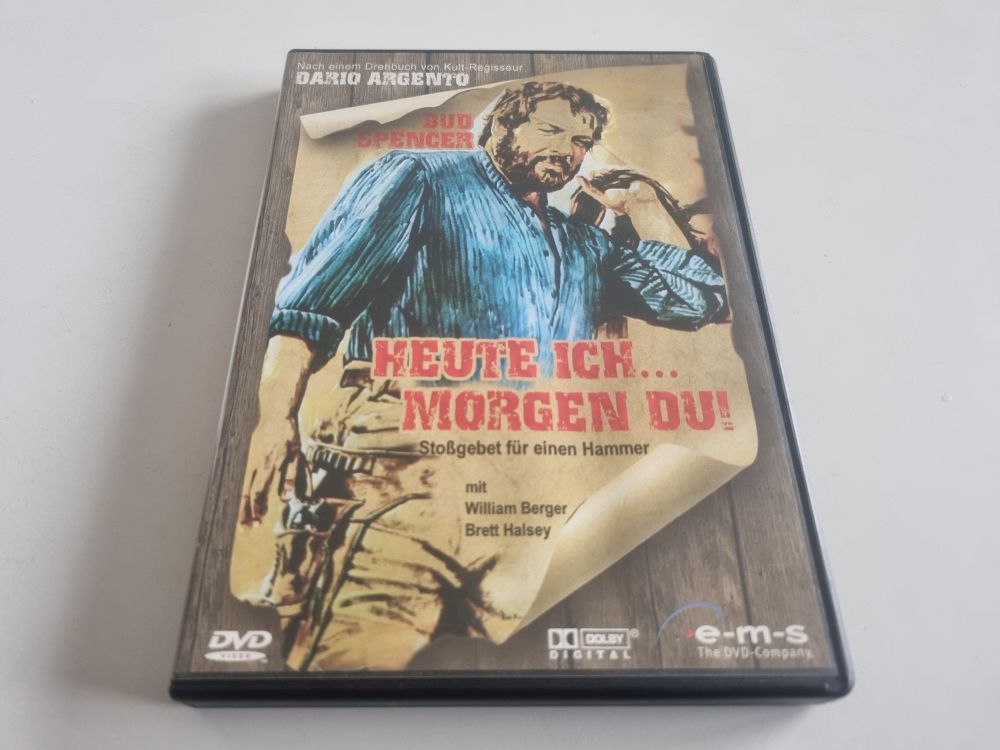 Nach einem Drehbuch von Kult-Regisseur
DARIO ARGENTO
BUD
SPENCER
HEUTE ICH...
MORGEN DU!
Stoßgebet für einen Hammer
mit
William Berger
Brett Halsey
DVD
VIDEO
DOLBY®
DIGITAL
e-m-s
The DVD-Company